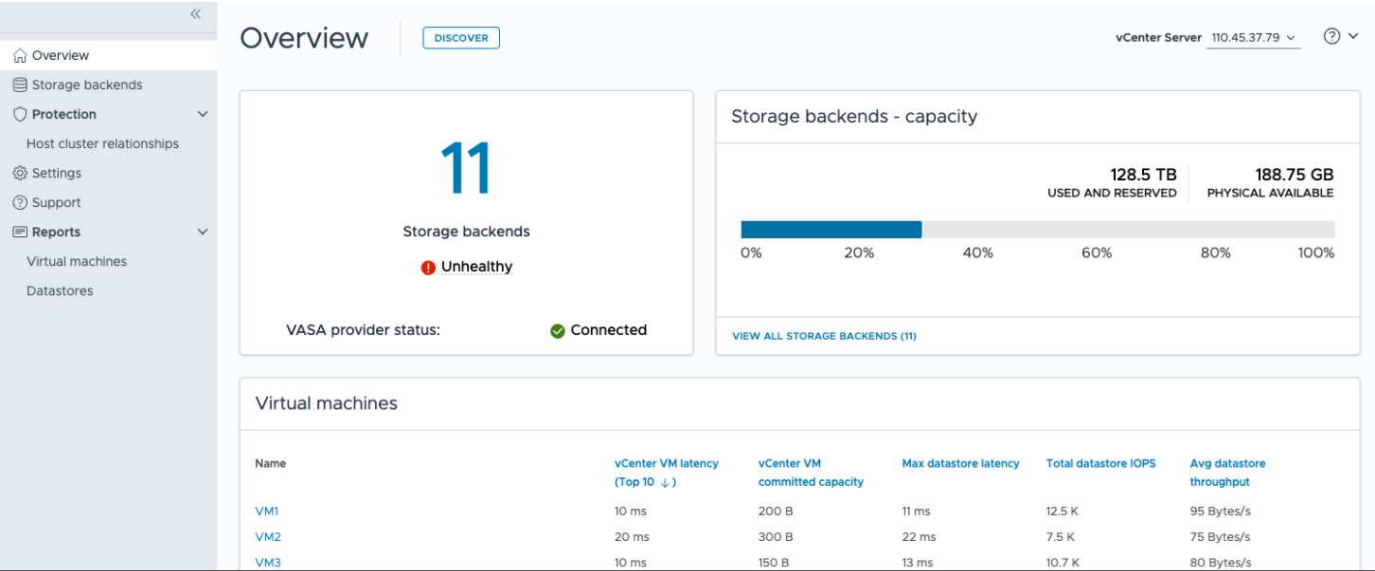 Overview
Storage backends
Protection
Host cluster relationships
Settings
Support
Reports
Virtual machines
Datastores
Overview
DISCOVER
vCenter Server 110.45.37.79
11
Storage backends
Unhealthy
VASA provider status: Connected
Storage backends - capacity
128.5 TB 188.75 GB
USED AND RESERVED PHYSICAL AVAILABLE
0% 20% 40% 60% 80% 100%
VIEW ALL STORAGE BACKENDS (11)
Virtual machines
Name vCenter VM latency vCenter VM Max datastore latency Total datastore IOPS Avg datastore
(Top 10 ↓ ) committed capacity throughput
VM1 10 ms 200 B 11 ms 12.5 K 95 Bytes/s
VM2 20 ms 300 B 22 ms 7.5 K 75 Bytes/s
VM3 10 ms 150 B 13 ms 10.7 K 80 Bytes/s